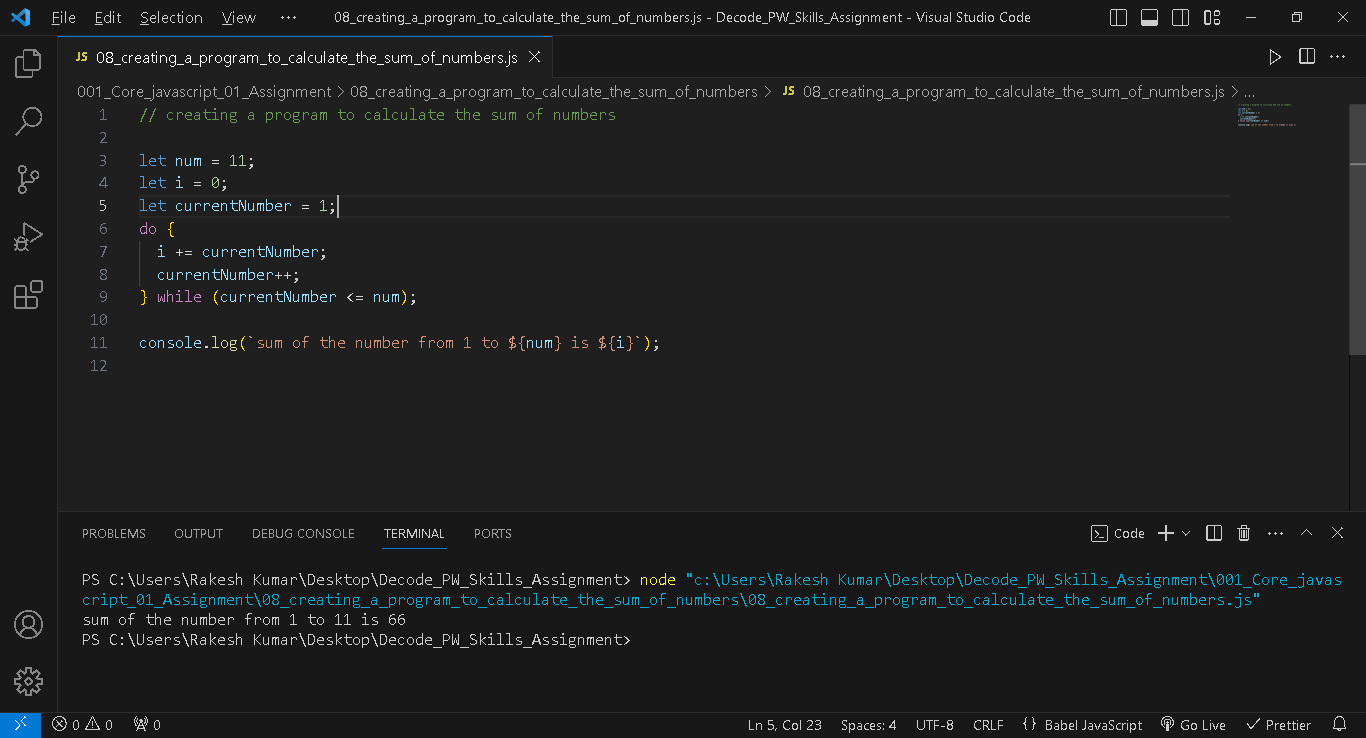 File Edit Selection View ··· 08_creating_a_program_to_calculate_the_sum_of_numbers.js - Decode_PW_Skills_Assignment - Visual Studio Code
JS 08_creating_a_program_to_calculate_the_sum_of_numbers.js
001_Core_javascript_01_Assignment > 08_creating_a_program_to_calculate_the_sum_of_numbers > JS 08_creating_a_program_to_calculate_the_sum_of_numbers.js > ...
1 // creating a program to calculate the sum of numbers
2
3 let num = 11;
4 let i = 0;
5 let currentNumber = 1;
6 do {
7 i += currentNumber;
8 currentNumber++;
9 } while (currentNumber <= num);
10
11 console.log(`sum of the number from 1 to ${num} is ${i}`);
12
PROBLEMS OUTPUT DEBUG CONSOLE TERMINAL PORTS Code
PS C:\Users\Rakesh Kumar\Desktop\Decode_PW_Skills_Assignment> node "c:\Users\Rakesh Kumar\Desktop\Decode_PW_Skills_Assignment\001_Core_javas
cript_01_Assignment\08_creating_a_program_to_calculate_the_sum_of_numbers\08_creating_a_program_to_calculate_the_sum_of_numbers.js"
sum of the number from 1 to 11 is 66
PS C:\Users\Rakesh Kumar\Desktop\Decode_PW_Skills_Assignment>
0 0 0 Ln 5, Col 23 Spaces: 4 UTF-8 CRLF {} Babel JavaScript Go Live Prettier